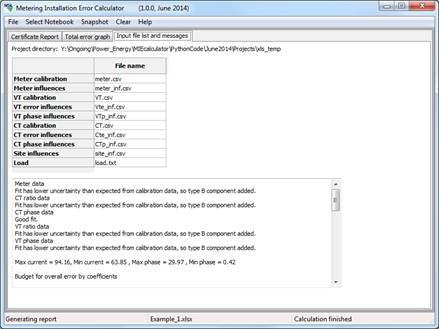 Metering Installation Error Calculator (1.0.0, June 2014)
File Select Notebook Snapshot Clear Help
Certificate Report Total error graph Input file list and messages
Project directory: Y:\Ongoing\Power_Energy\MIEcalculator\PythonCode\June2014\Projects\xls_temp
File name
Meter calibration meter.csv
Meter influences meter_inf.csv
VT calibration VT.csv
VT error influences Vte_inf.csv
VT phase influences VTp_inf.csv
CT calibration CT.csv
CT error influences Cte_inf.csv
CT phase influences CTp_inf.csv
Site influences site_inf.csv
Load load.txt
Meter data
Fit has lower uncertainty than expected from calibration data, so type B component added.
CT ratio data
Fit has lower uncertainty than expected from calibration data, so type B component added.
CT phase data
Good fit.
VT ratio data
Fit has lower uncertainty than expected from calibration data, so type B component added.
VT phase data
Fit has lower uncertainty than expected from calibration data, so type B component added.
Max current = 94.16, Min current = 63.85 , Max phase = 29.97 , Min phase = 0.42
Budget for overall error by coefficients
Generating report Example_1.xlsx Calculation finished